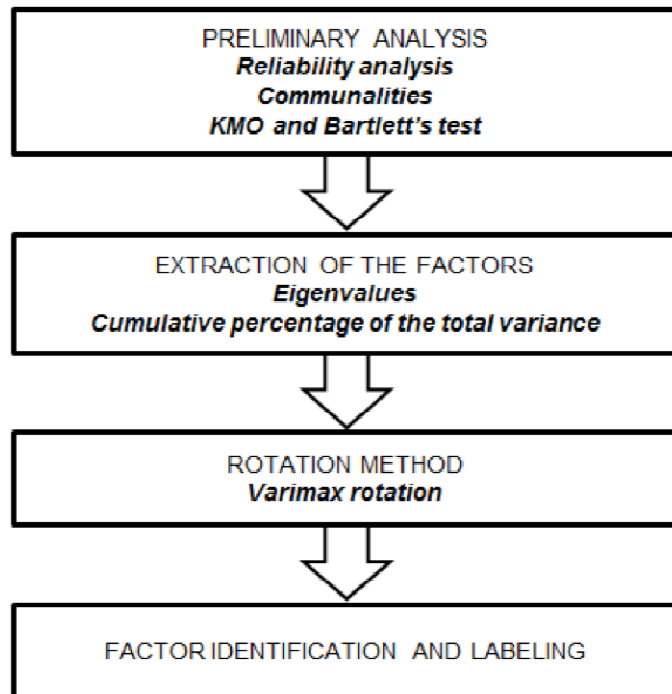 PRELIMINARY ANALYSIS
Reliability analysis
Communalities
KMO and Bartlett's test
EXTRACTION OF THE FACTORS
Eigenvalues
Cumulative percentage of the total variance
ROTATION METHOD
Varimax rotation
FACTOR IDENTIFICATION AND LABELING